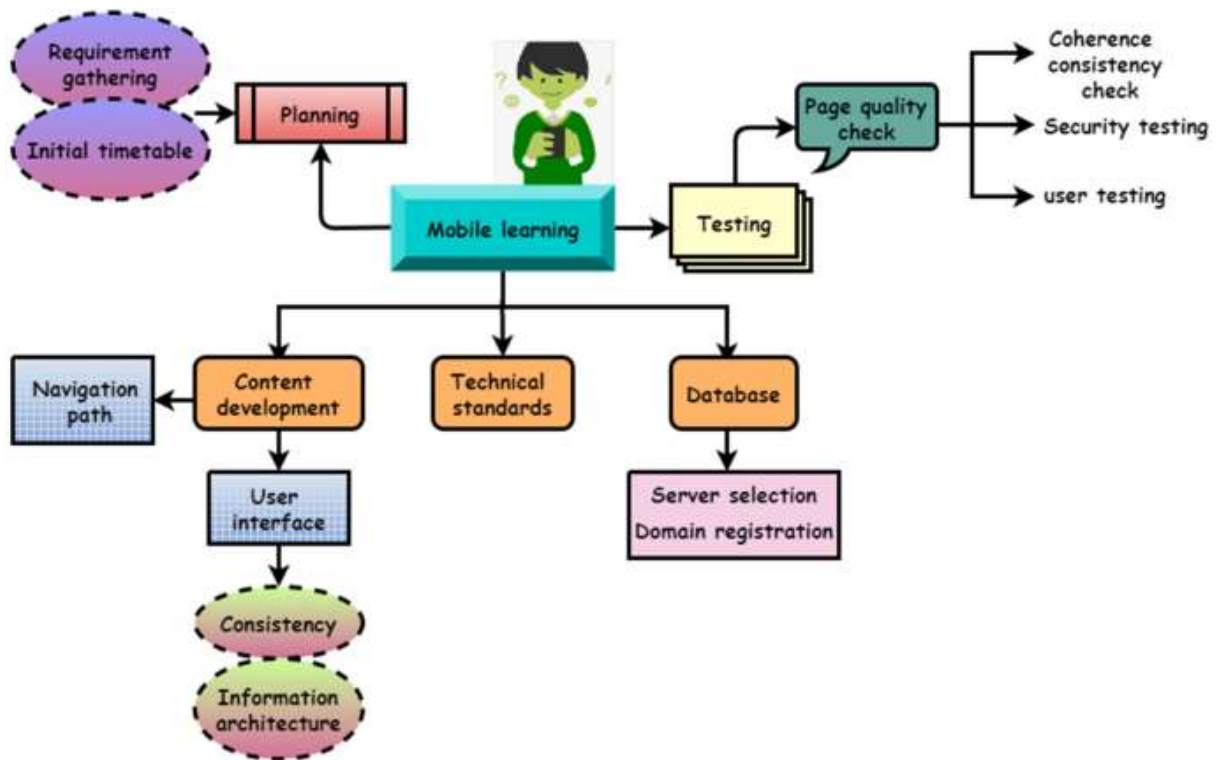 Requirement
gathering
Initial timetable
Planning
Mobile learning
Testing
Page quality
check
Coherence
consistency
check
Security testing
user testing
Navigation
path
Content
development
Technical
standards
Database
User
interface
Server selection
Domain registration
Consistency
Information
architecture